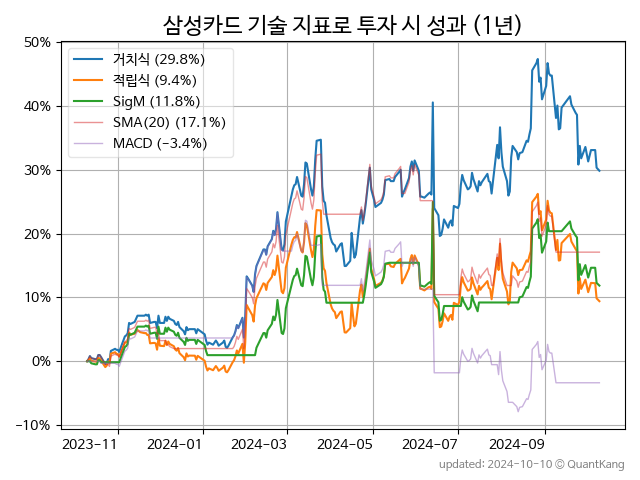 삼성카드 기술 지표로 투자 시 성과 (1년)
50%
40%
30%
20%
10%
0%
−10%
거치식 (29.8%)
적립식 (9.4%)
SigM (11.8%)
SMA(20) (17.1%)
MACD (−3.4%)
2023-11
2024-01
2024-03
2024-05
2024-07
2024-09
updated: 2024-10-10 © QuantKang